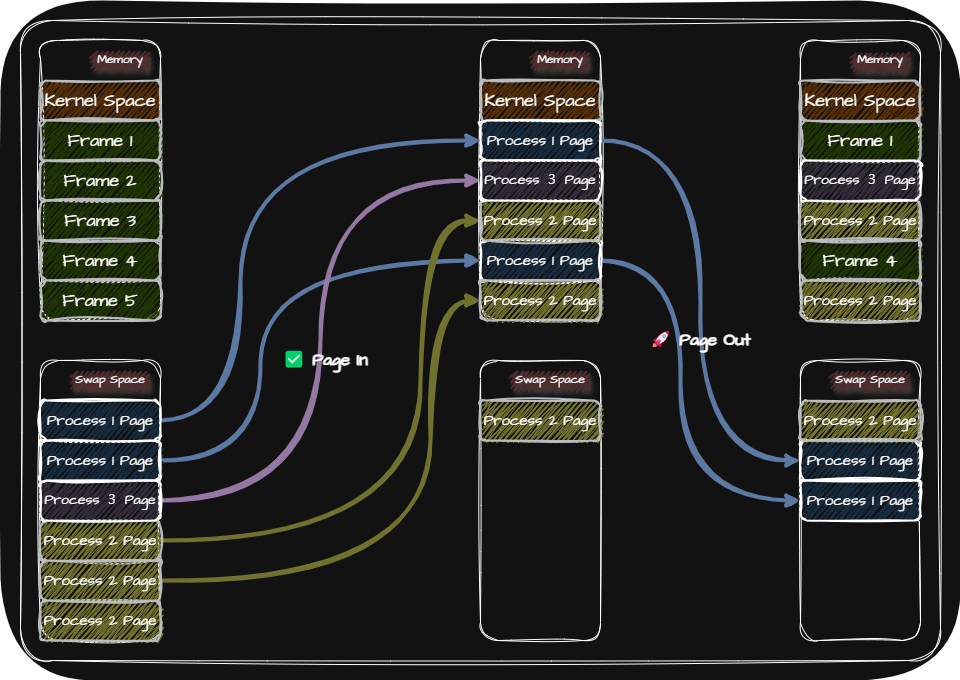 Memory
Kernel Space
Frame 1
Frame 2
Frame 3
Frame 4
Frame 5
Swap Space
Process 1 Page
Process 1 Page
Process 3 Page
Process 2 Page
Process 2 Page
Process 2 Page
Page In
Memory
Kernel Space
Process 1 Page
Process 3 Page
Process 2 Page
Process 1 Page
Process 2 Page
Swap Space
Process 2 Page
Page Out
Memory
Kernel Space
Frame 1
Process 3 Page
Process 2 Page
Frame 4
Process 2 Page
Swap Space
Process 2 Page
Process 1 Page
Process 1 Page